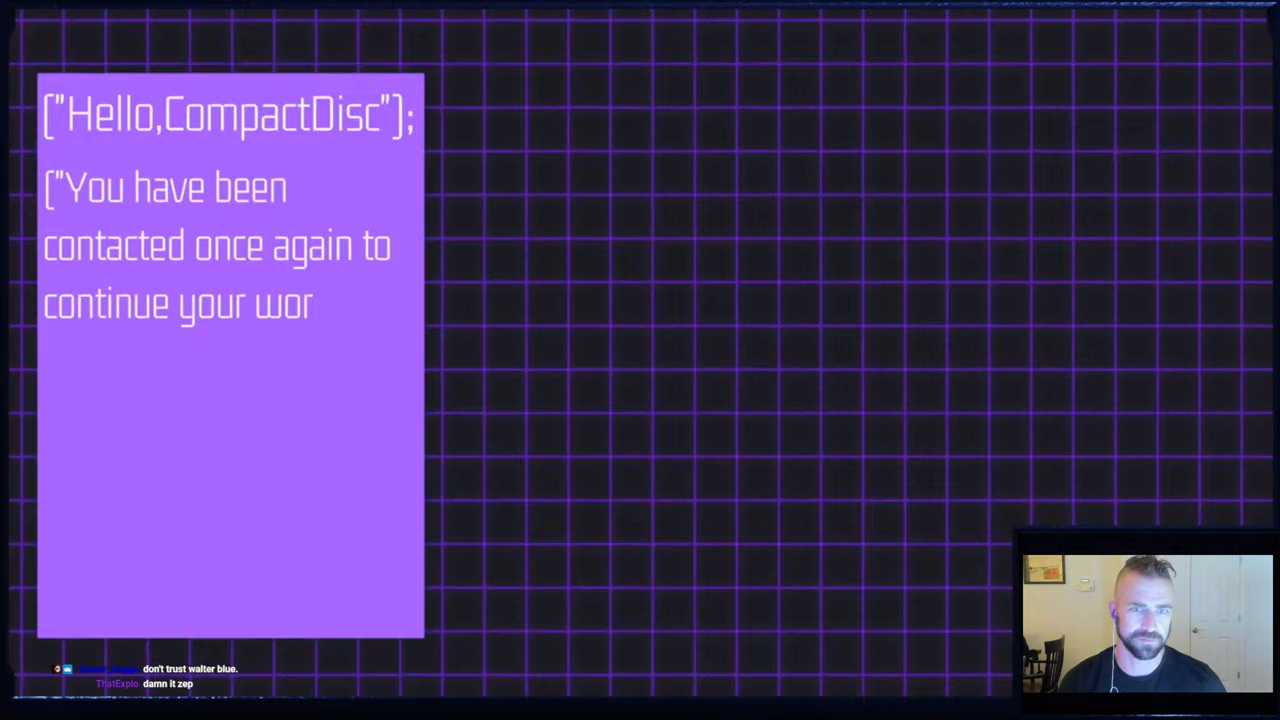 ("Hello,CompactDisc");
("You have been
contacted once again to
continue your wor
don't trust walter blue.
ThatExplo damn it zep